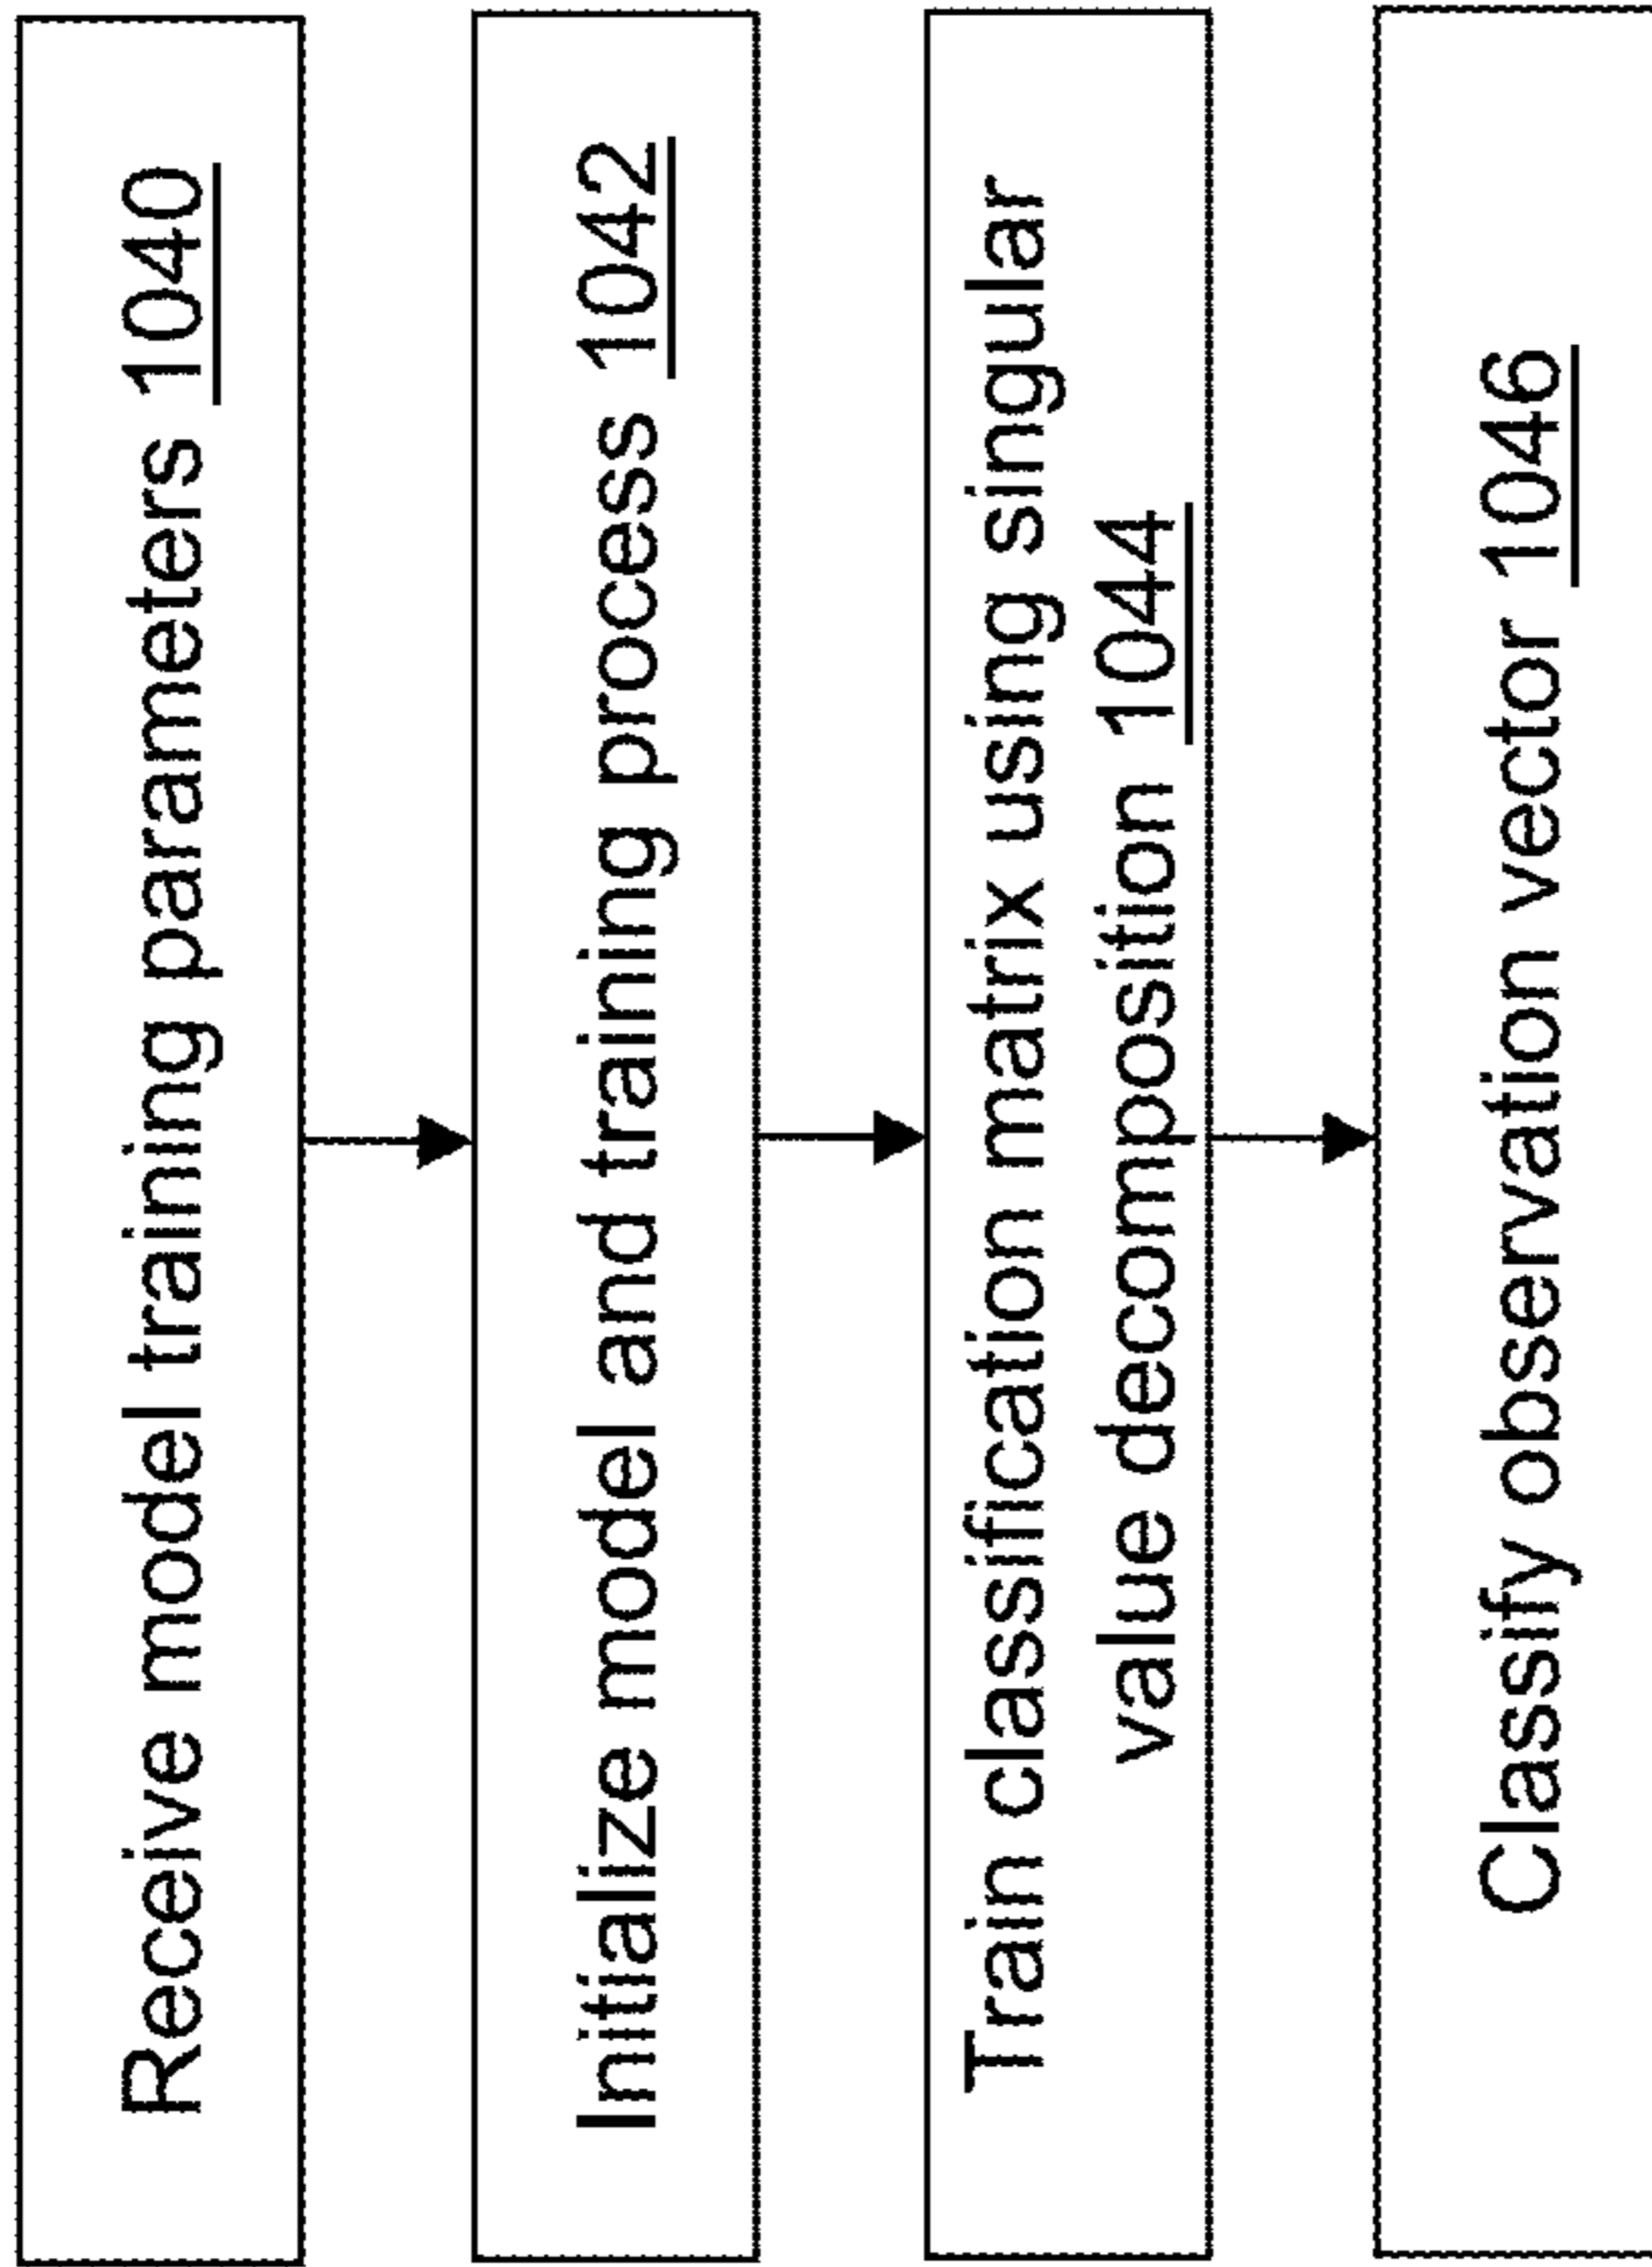 Receive model training parameters 1040
Initialize model and training process 1042
Train classification matrix using singular
value decomposition 1044
Classify observation vector 1046